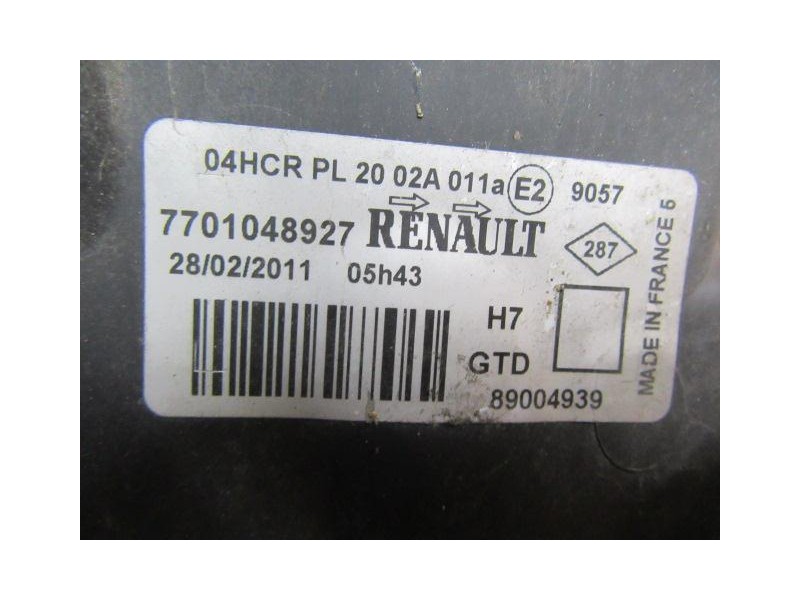 04HCR PL 20 02A 011a E2 9057
7701048927 RENAULT 287
28/02/2011 05h43
H7
GTD
89004939
MADE IN FRANCE 5